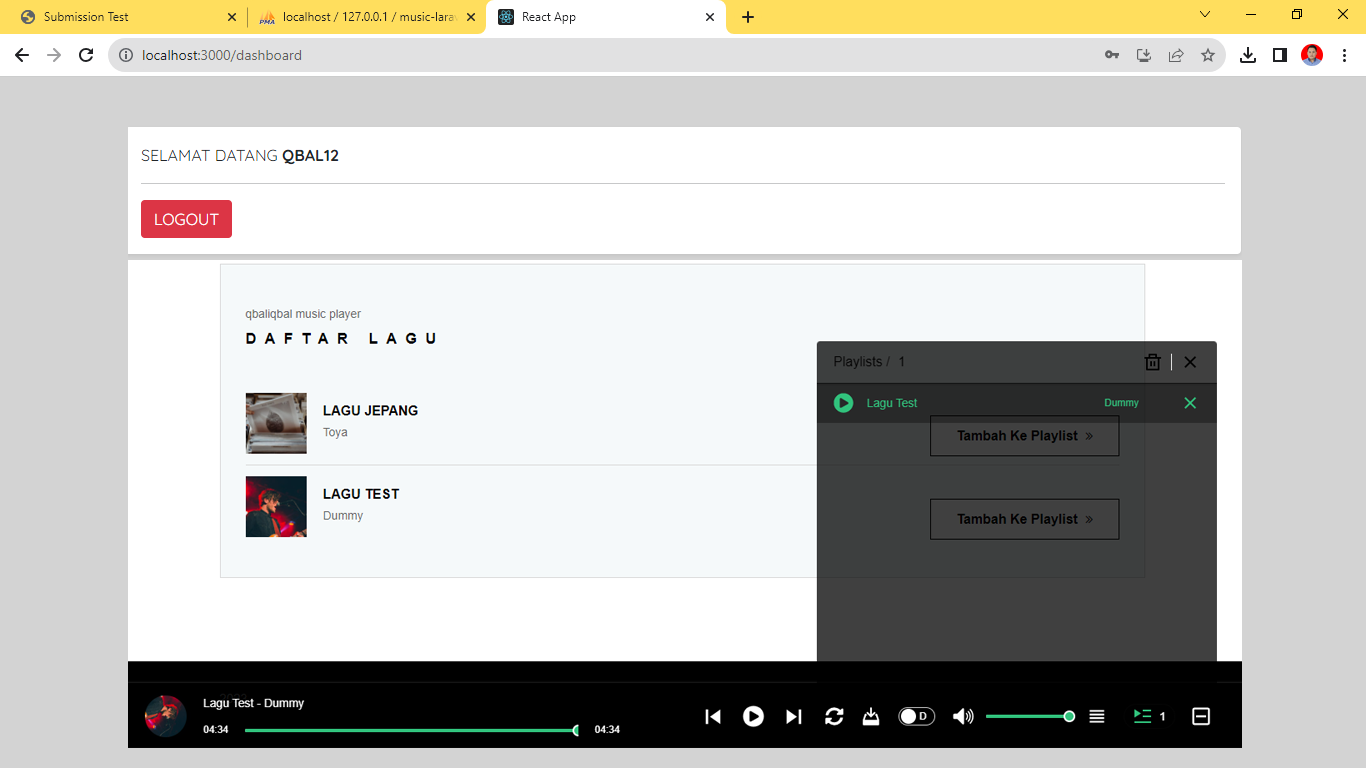 Submission Test
localhost / 127.0.0.1 / music-larav
React App
localhost:3000/dashboard
SELAMAT DATANG QBAL12
LOGOUT
qbaliqbal music player
DAFTAR LAGU
Playlists / 1
LAGU JEPANG
Toya
Lagu Test
Dummy
Tambah Ke Playlist »
LAGU TEST
Dummy
Tambah Ke Playlist »
Lagu Test - Dummy
04:34
04:34
D
1